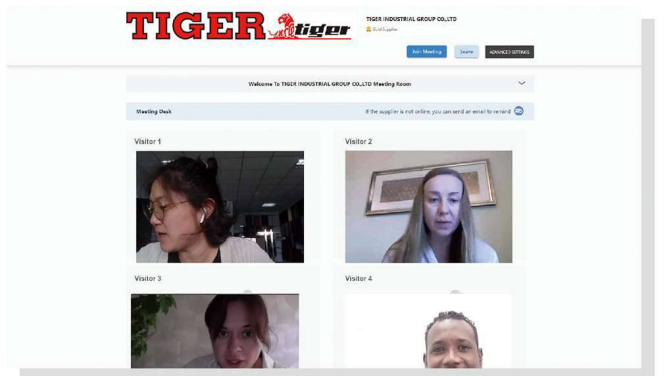 TIGER tiger
TIGER INDUSTRIAL GROUP CO.,LTD
Gold Supplier
Join Meeting
Leave
ADVANCED SETTINGS
Welcome To TIGER INDUSTRIAL GROUP CO.,LTD Meeting Room
Meeting Desk
If the supplier is not online, you can send an email to remind
Visitor 1
Visitor 2
Visitor 3
Visitor 4